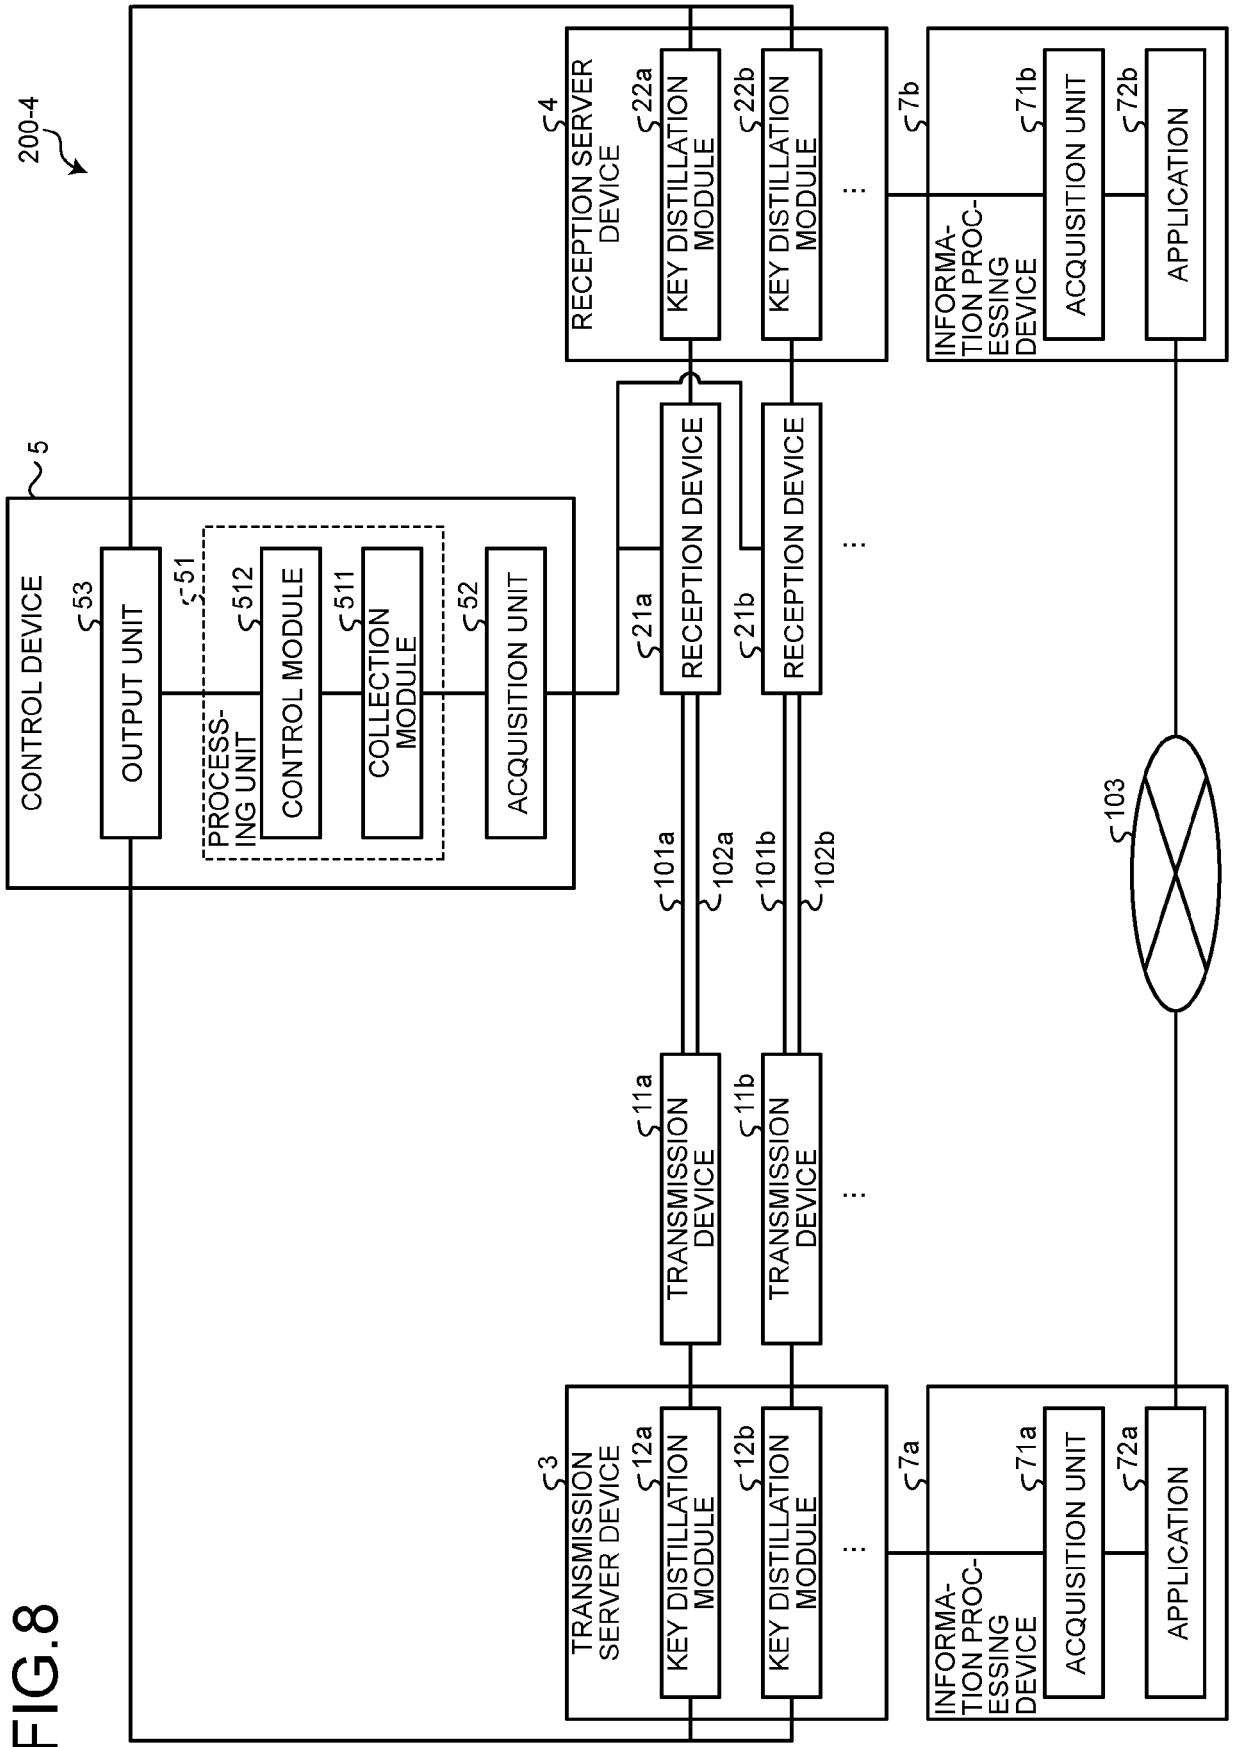 FIG.8
200-4
CONTROL DEVICE
5
OUTPUT UNIT
53
PROCESS-
ING UNIT
51
CONTROL MODULE
512
COLLECTION
MODULE
511
ACQUISITION UNIT
52
TRANSMISSION
SERVER DEVICE
3
KEY DISTILLATION
MODULE
12a
KEY DISTILLATION
MODULE
12b
...
TRANSMISSION
DEVICE
11a
TRANSMISSION
DEVICE
11b
...
101a
102a
101b
102b
RECEPTION DEVICE
21a
RECEPTION DEVICE
21b
...
RECEPTION SERVER
DEVICE
4
KEY DISTILLATION
MODULE
22a
KEY DISTILLATION
MODULE
22b
...
INFORMA-
TION PROC-
ESSING
DEVICE
7a
ACQUISITION UNIT
71a
APPLICATION
72a
103
INFORMA-
TION PROC-
ESSING
DEVICE
7b
ACQUISITION UNIT
71b
APPLICATION
72b